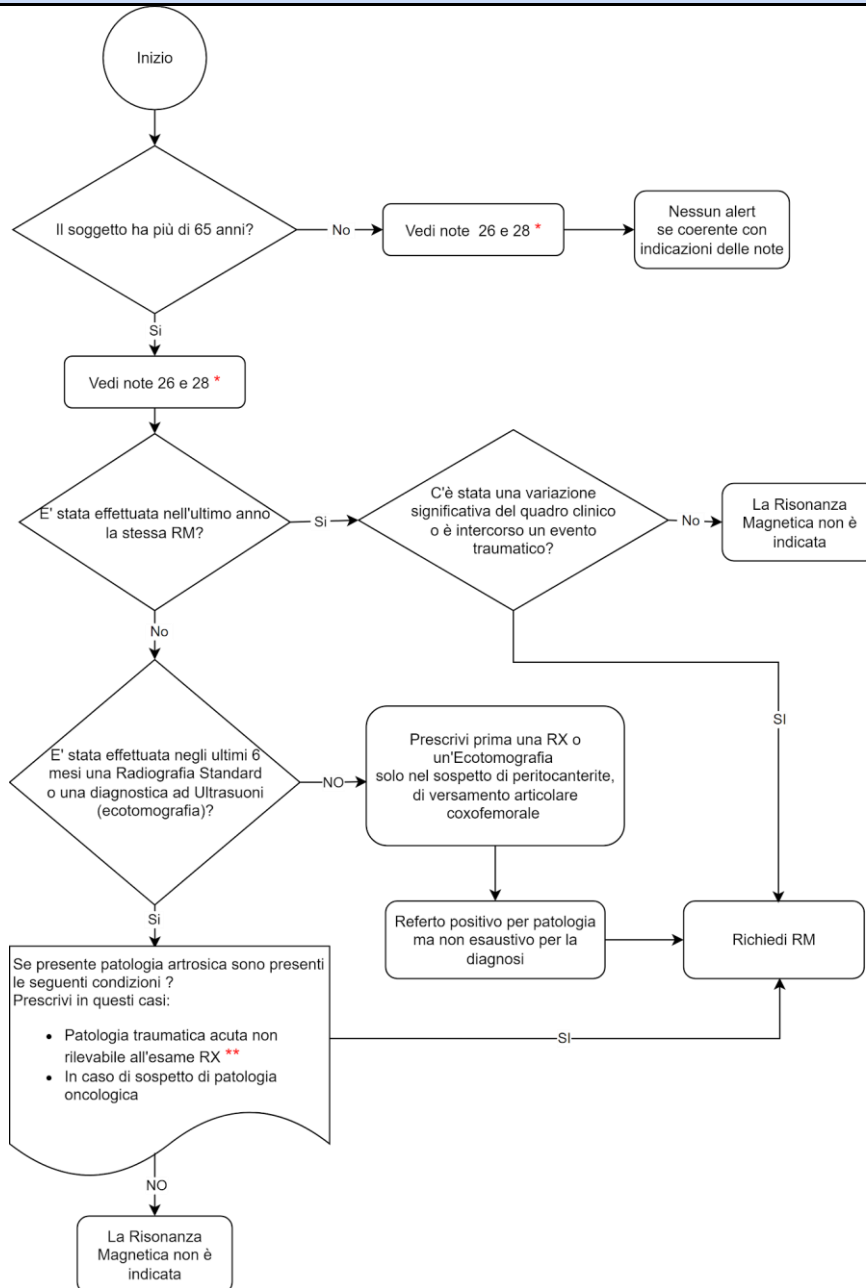 Inizio
Il soggetto ha più di 65 anni?
No
Vedi note 26 e 28 *
Nessun alert
se coerente con
indicazioni delle note
Si
Vedi note 26 e 28 *
E' stata effettuata nell'ultimo anno
la stessa RM?
Si
C'è stata una variazione
significativa del quadro clinico
o è intercorso un evento
traumatico?
No
La Risonanza
Magnetica non è
indicata
No
SI
E' stata effettuata negli ultimi 6
mesi una Radiografia Standard
o una diagnostica ad Ultrasuoni
(ecotomografia)?
NO
Prescrivi prima una RX o
un'Ecotomografia
solo nel sospetto di peritocanterite,
di versamento articolare
coxofemorale
Si
Referto positivo per patologia
ma non esaustivo per la
diagnosi
Richiedi RM
Se presente patologia artrosica sono presenti
le seguenti condizioni ?
Prescrivi in questi casi:
• Patologia traumatica acuta non
rilevabile all'esame RX **
• In caso di sospetto di patologia
oncologica
SI
NO
La Risonanza
Magnetica non è
indicata